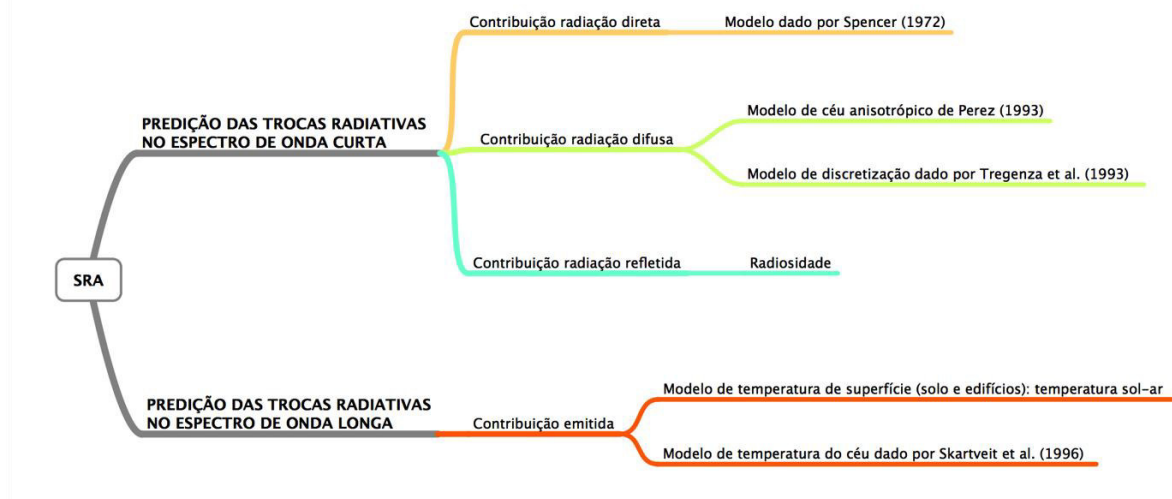 Contribuição radiação direta
Modelo dado por Spencer (1972)
PREDIÇÃO DAS TROCAS RADIATIVAS
NO ESPECTRO DE ONDA CURTA
Contribuição radiação difusa
Modelo de céu anisotrópico de Perez (1993)
Modelo de discretização dado por Tregenza et al. (1993)
Contribuição radiação refletida
Radiosidade
SRA
PREDIÇÃO DAS TROCAS RADIATIVAS
NO ESPECTRO DE ONDA LONGA
Contribuição emitida
Modelo de temperatura de superfície (solo e edifícios): temperatura sol-ar
Modelo de temperatura do céu dado por Skartveit et al. (1996)